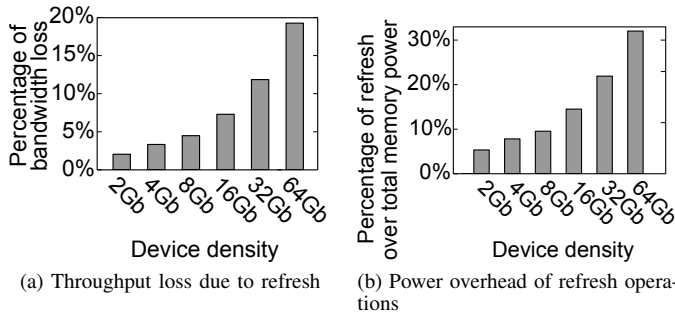 Percentage of
bandwidth loss
20%
15%
10%
5%
0%
2Gb
4Gb
8Gb
16Gb
32Gb
64Gb
Device density
(a) Throughput loss due to refresh
Percentage of refresh
over total memory power
30%
20%
10%
0%
2Gb
4Gb
8Gb
16Gb
32Gb
64Gb
Device density
(b) Power overhead of refresh opera-
tions